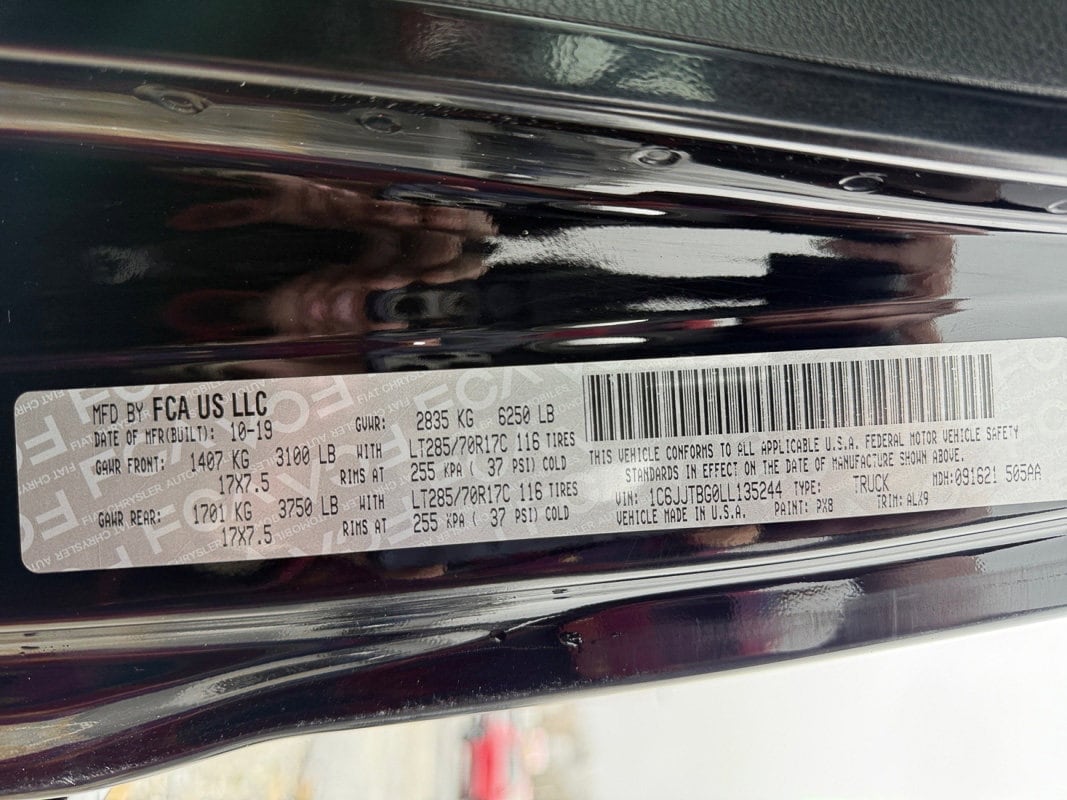 MFD BY FCA US LLC
DATE OF MFR(BUILT): 10-19
GVWR: 2835 KG 6250 LB
GAWR FRONT: 1407 KG 3100 LB WITH LT285/70R17C 116 TIRES
17X7.5 RIMS AT 255 KPA ( 37 PSI) COLD
GAWR REAR: 1701 KG 3750 LB WITH LT285/70R17C 116 TIRES
17X7.5 RIMS AT 255 KPA ( 37 PSI) COLD
THIS VEHICLE CONFORMS TO ALL APPLICABLE U.S.A. FEDERAL MOTOR VEHICLE SAFETY
STANDARDS IN EFFECT ON THE DATE OF MANUFACTURE SHOWN ABOVE.
VIN: 1C6JJTBG0LL135244 TYPE: TRUCK MDH:091621 505AA
VEHICLE MADE IN U.S.A. PAINT: PX8 TRIM: ALX9